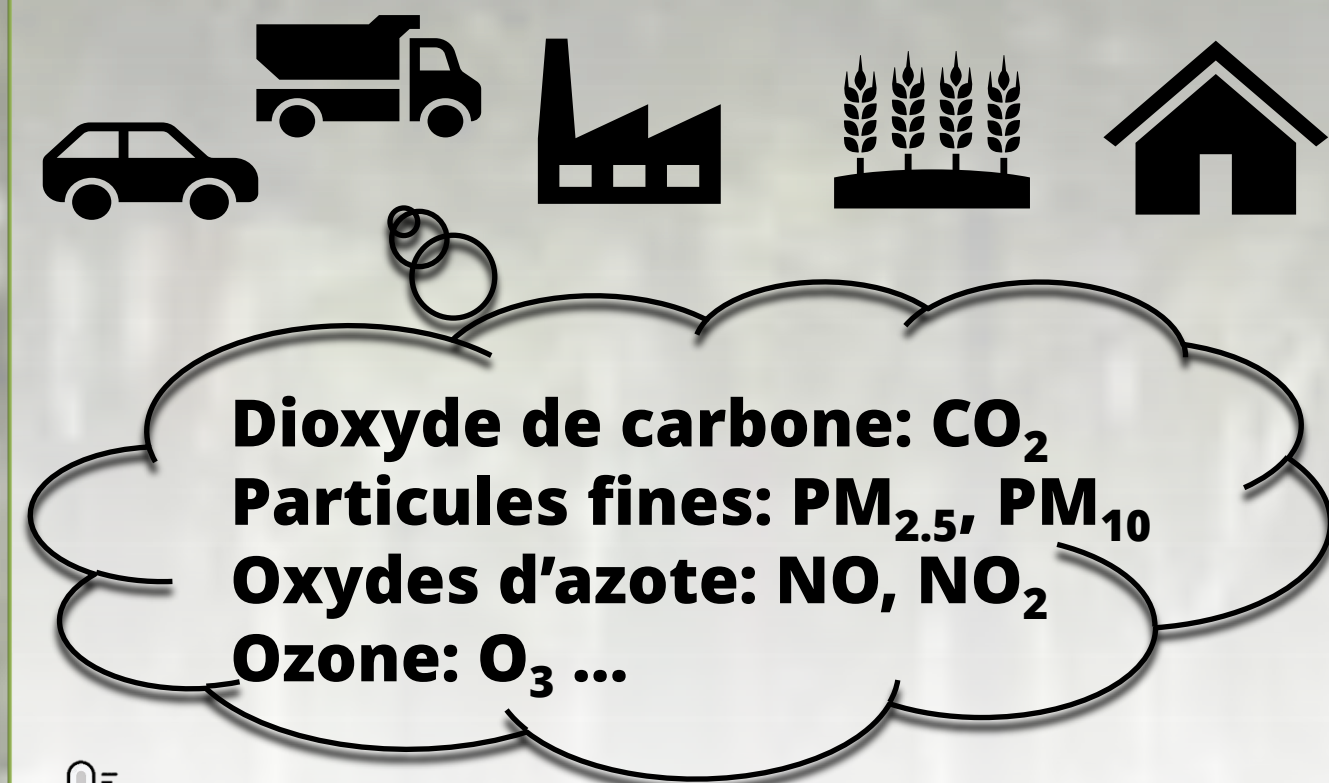 Dioxyde de carbone: CO₂
Particules fines: PM₂.₅, PM₁₀
Oxydes d’azote: NO, NO₂
Ozone: O₃ ...